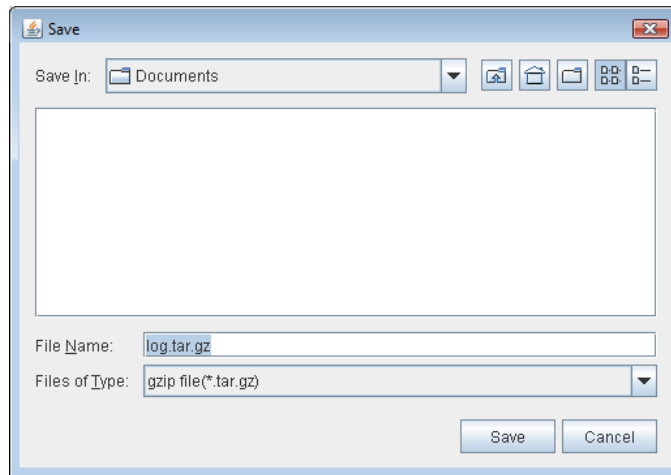 Save
Save In: Documents
File Name: log.tar.gz
Files of Type: gzip file(*.tar.gz)
Save Cancel